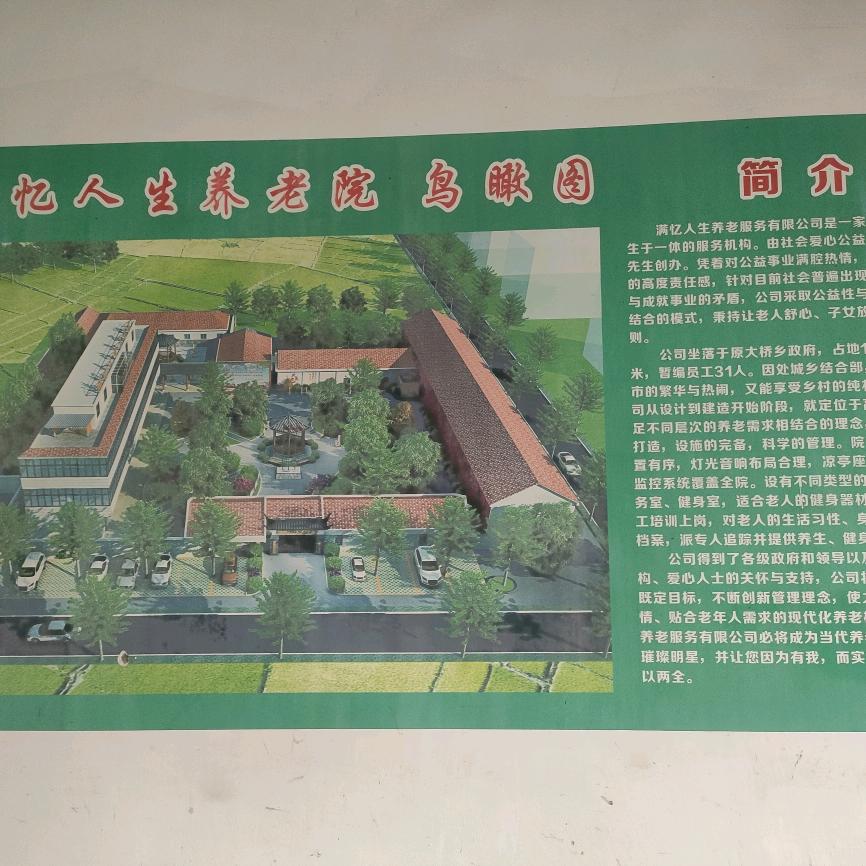 忆人生养老院 鸟瞰图
简介
满忆人生养老服务有限公司是一家
生于一体的服务机构。由社会爱心公益
先生创办。凭着对公益事业满腔热情，
的高度责任感，针对目前社会普遍出现
与成就事业的矛盾，公司采取公益性与
结合的模式，秉持让老人舒心、子女放
则。
公司坐落于原大桥乡政府，占地
米，暂编员工31人。因处城乡结合部，
市的繁华与热闹，又能享受乡村的纯
司从设计到建造开始阶段，就定位于高
足不同层次的养老需求相结合的理念，
打造，设施的完备，科学的管理。院
置有序，灯光音响布局合理，凉亭座
监控系统覆盖全院。设有不同类型的
务室、健身室，适合老人的健身器材
工培训上岗，对老人的生活习性、身
档案，派专人追踪并提供养生、健身
公司得到了各级政府和领导以及
构、爱心人士的关怀与支持，公司将
既定目标，不断创新管理理念，使之
情、贴合老年人需求的现代化养老机
养老服务有限公司必将成为当代养
璀璨明星，并让您因为有我，而实
以两全。